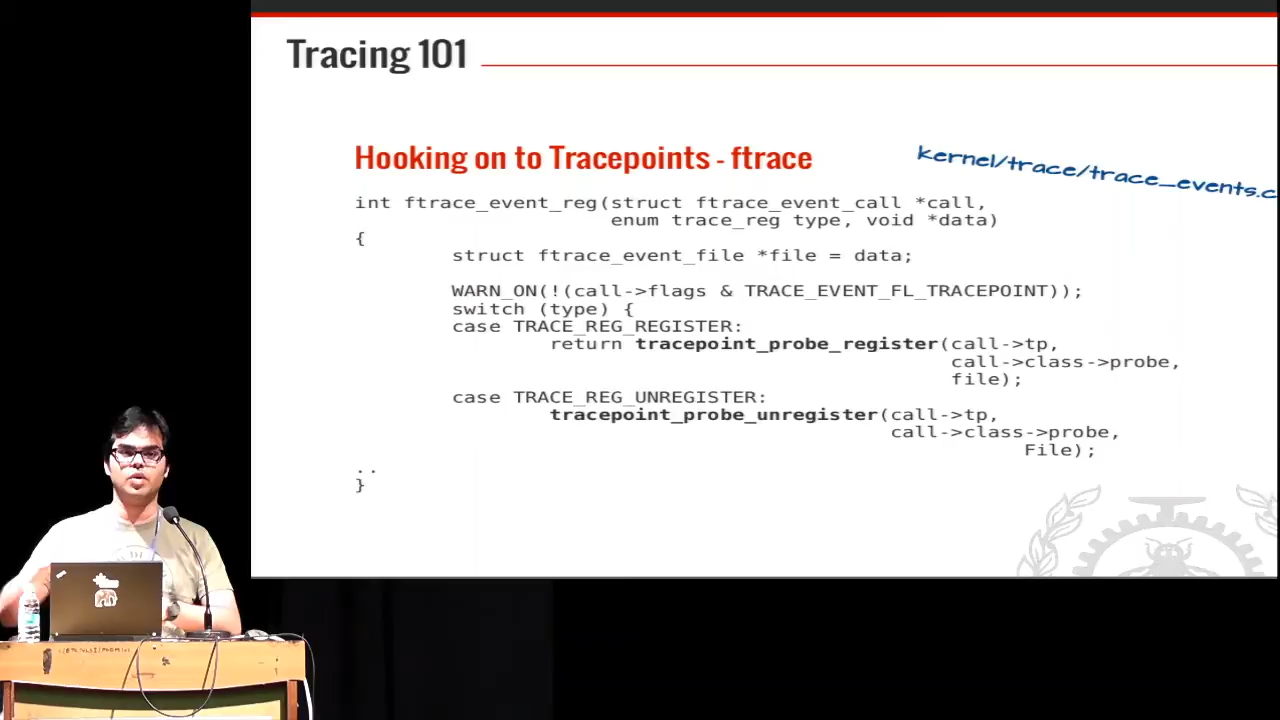 Tracing 101
Hooking on to Tracepoints - ftrace
kernel/trace/trace_events.c
int ftrace_event_reg(struct ftrace_event_call *call,
enum trace_reg type, void *data)
{
struct ftrace_event_file *file = data;
WARN_ON(!(call->flags & TRACE_EVENT_FL_TRACEPOINT));
switch (type) {
case TRACE_REG_REGISTER:
return tracepoint_probe_register(call->tp,
call->class->probe,
file);
case TRACE_REG_UNREGISTER:
tracepoint_probe_unregister(call->tp,
call->class->probe,
File);
..
}